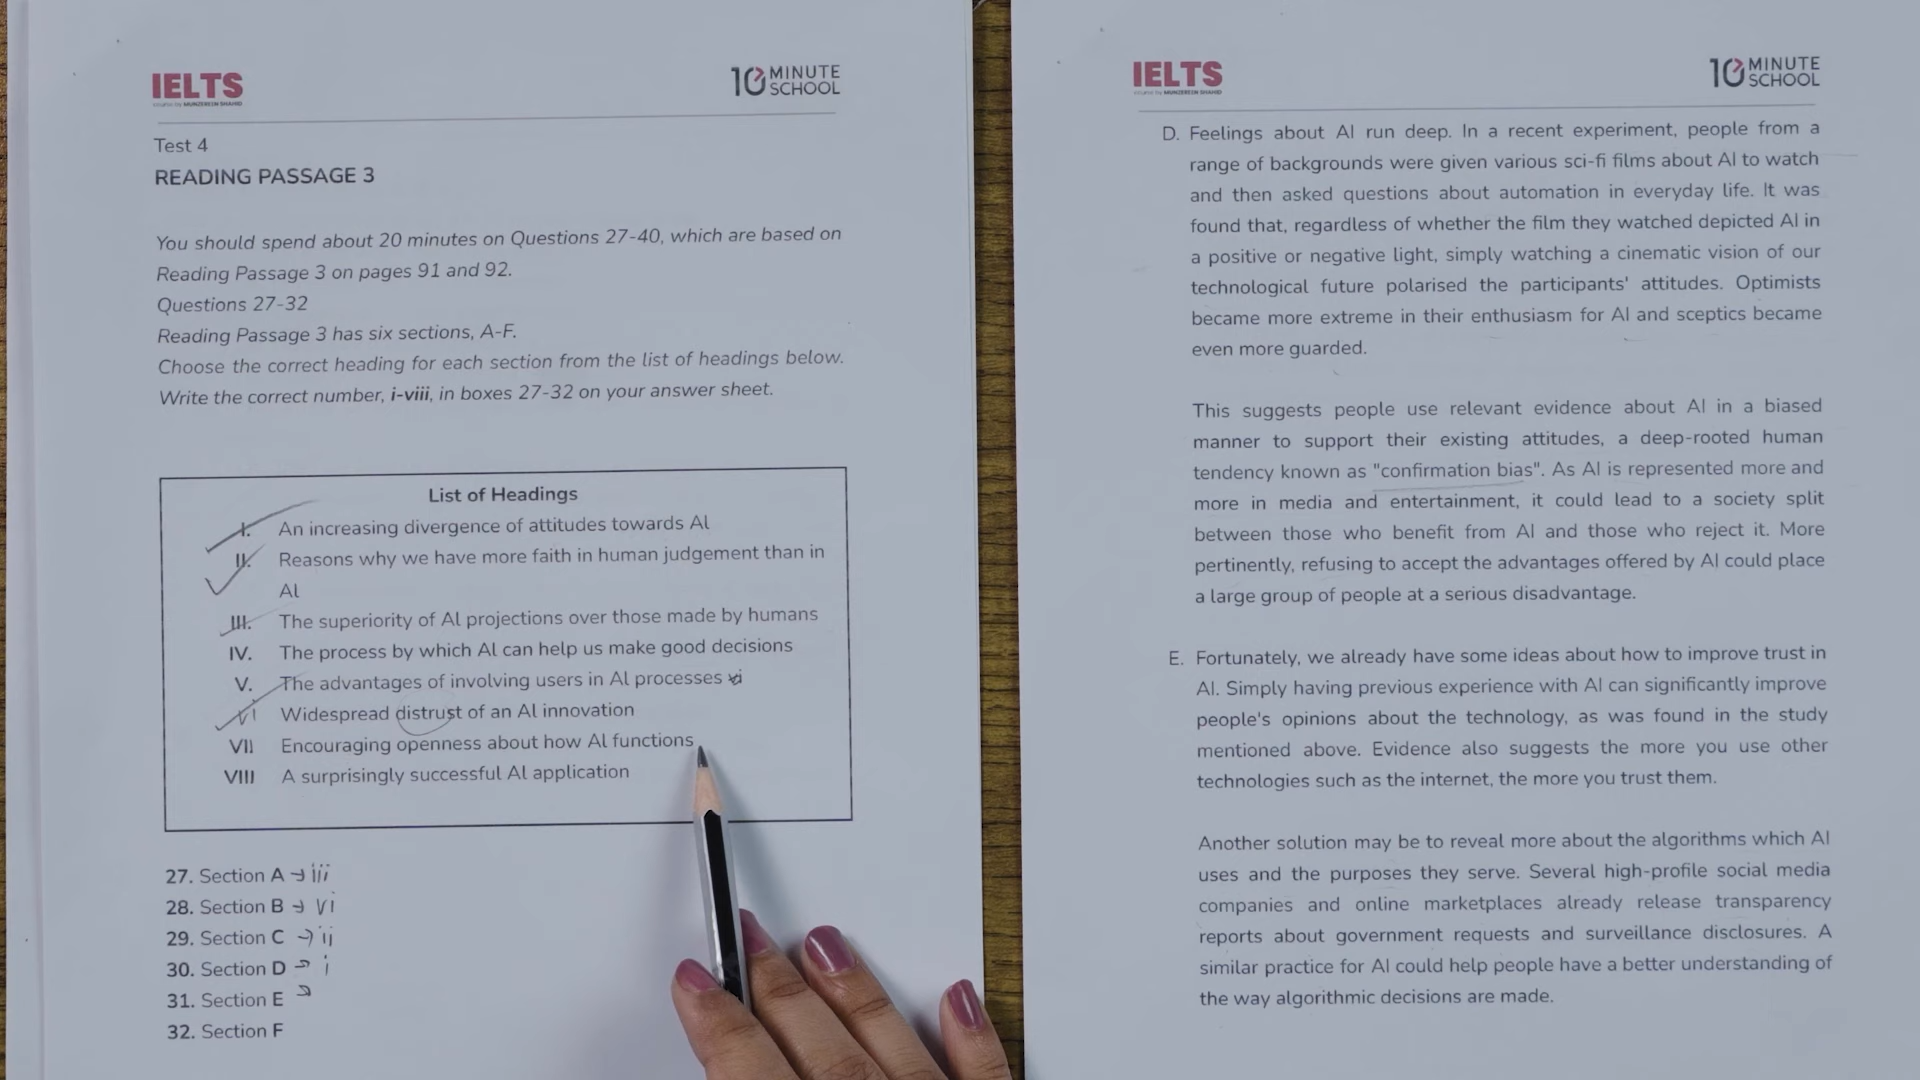 IELTS
course by MUNZEREEN SHAHID
10 MINUTE SCHOOL
Test 4
READING PASSAGE 3
You should spend about 20 minutes on Questions 27-40, which are based on
Reading Passage 3 on pages 91 and 92.
Questions 27-32
Reading Passage 3 has six sections, A-F.
Choose the correct heading for each section from the list of headings below.
Write the correct number, i-viii, in boxes 27-32 on your answer sheet.
List of Headings
I. An increasing divergence of attitudes towards AI
II. Reasons why we have more faith in human judgement than in
AI
III. The superiority of AI projections over those made by humans
IV. The process by which AI can help us make good decisions
V. The advantages of involving users in AI processes vi
VI Widespread distrust of an AI innovation
VII Encouraging openness about how AI functions
VIII A surprisingly successful AI application
27. Section A → iii
28. Section B → vi
29. Section C → ii
30. Section D → i
31. Section E →
32. Section F
IELTS
course by MUNZEREEN SHAHID
10 MINUTE SCHOOL
D. Feelings about AI run deep. In a recent experiment, people from a
range of backgrounds were given various sci-fi films about AI to watch
and then asked questions about automation in everyday life. It was
found that, regardless of whether the film they watched depicted AI in
a positive or negative light, simply watching a cinematic vision of our
technological future polarised the participants' attitudes. Optimists
became more extreme in their enthusiasm for AI and sceptics became
even more guarded.
This suggests people use relevant evidence about AI in a biased
manner to support their existing attitudes, a deep-rooted human
tendency known as "confirmation bias". As AI is represented more and
more in media and entertainment, it could lead to a society split
between those who benefit from AI and those who reject it. More
pertinently, refusing to accept the advantages offered by AI could place
a large group of people at a serious disadvantage.
E. Fortunately, we already have some ideas about how to improve trust in
AI. Simply having previous experience with AI can significantly improve
people's opinions about the technology, as was found in the study
mentioned above. Evidence also suggests the more you use other
technologies such as the internet, the more you trust them.
Another solution may be to reveal more about the algorithms which AI
uses and the purposes they serve. Several high-profile social media
companies and online marketplaces already release transparency
reports about government requests and surveillance disclosures. A
similar practice for AI could help people have a better understanding of
the way algorithmic decisions are made.